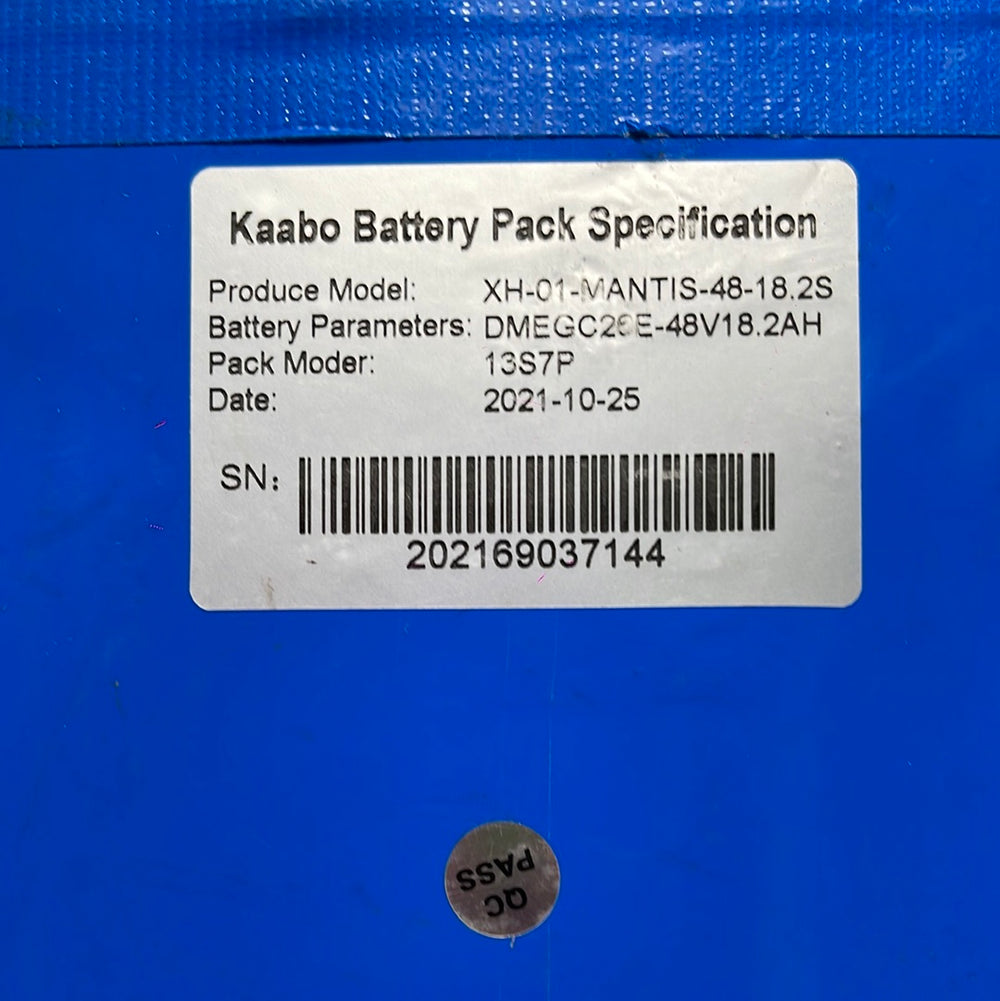 Kaabo Battery Pack Specification
Produce Model: XH-01-MANTIS-48-18.2S
Battery Parameters: DMEGC26E-48V18.2AH
Pack Moder: 13S7P
Date: 2021-10-25
SN:
202169037144
QC
PASS